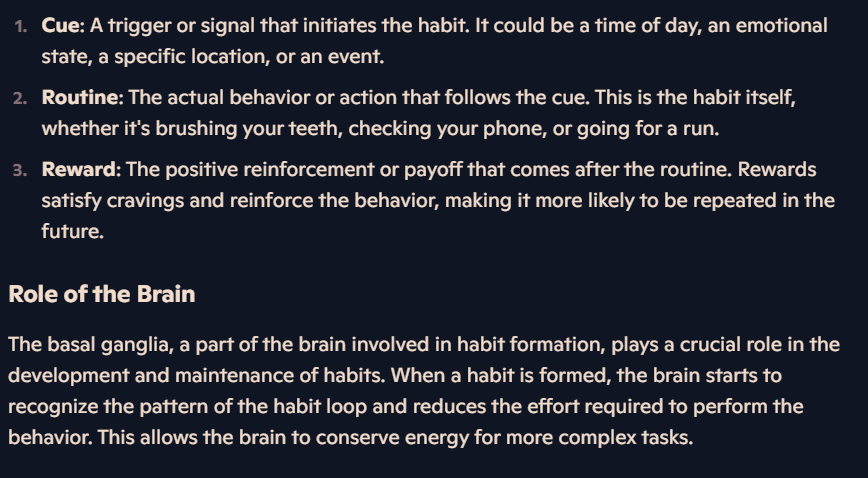 1. Cue: A trigger or signal that initiates the habit. It could be a time of day, an emotional
state, a specific location, or an event.
2. Routine: The actual behavior or action that follows the cue. This is the habit itself,
whether it's brushing your teeth, checking your phone, or going for a run.
3. Reward: The positive reinforcement or payoff that comes after the routine. Rewards
satisfy cravings and reinforce the behavior, making it more likely to be repeated in the
future.
Role of the Brain
The basal ganglia, a part of the brain involved in habit formation, plays a crucial role in the
development and maintenance of habits. When a habit is formed, the brain starts to
recognize the pattern of the habit loop and reduces the effort required to perform the
behavior. This allows the brain to conserve energy for more complex tasks.